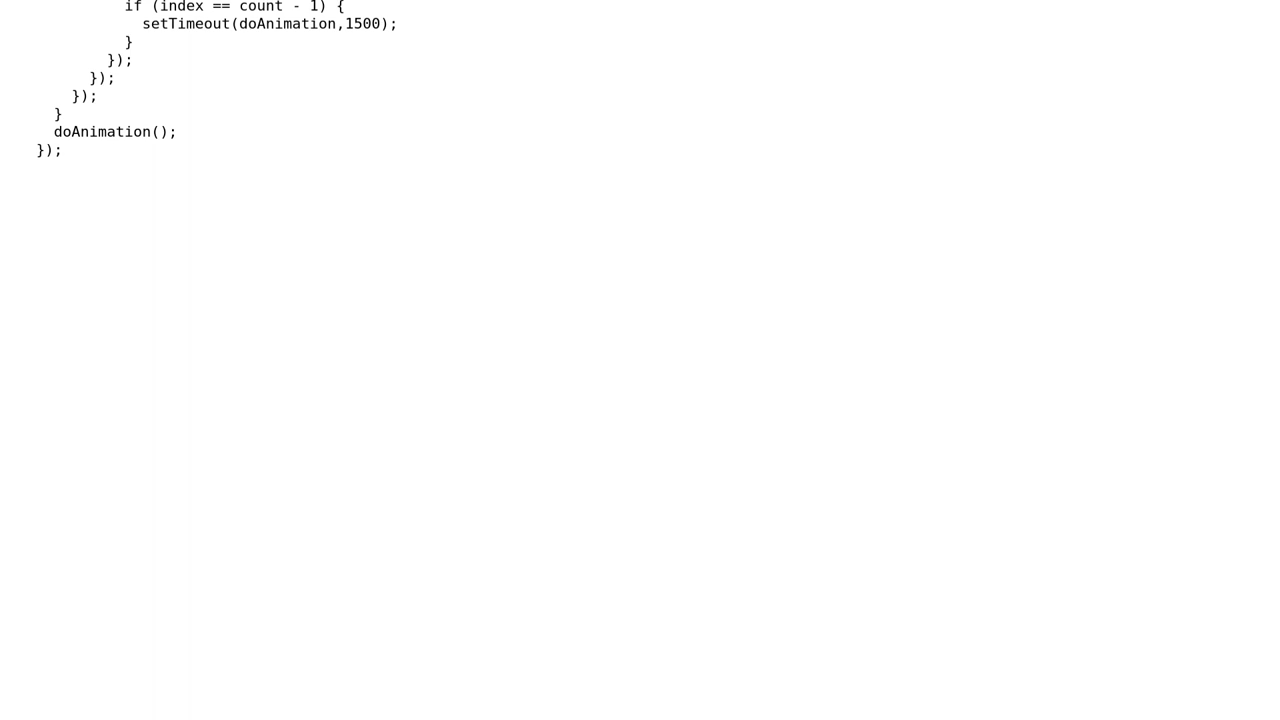 if (index == count - 1) {
setTimeout(doAnimation,1500);
}
});
});
});
}
doAnimation();
});